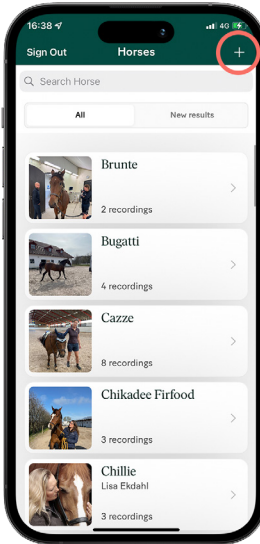 16:38
4G
Sign Out
Horses
+
Search Horse
All
New results
Brunte
2 recordings
Bugatti
4 recordings
Cazze
8 recordings
Chikadee Firfood
3 recordings
Chillie
Lisa Ekdahl
3 recordings